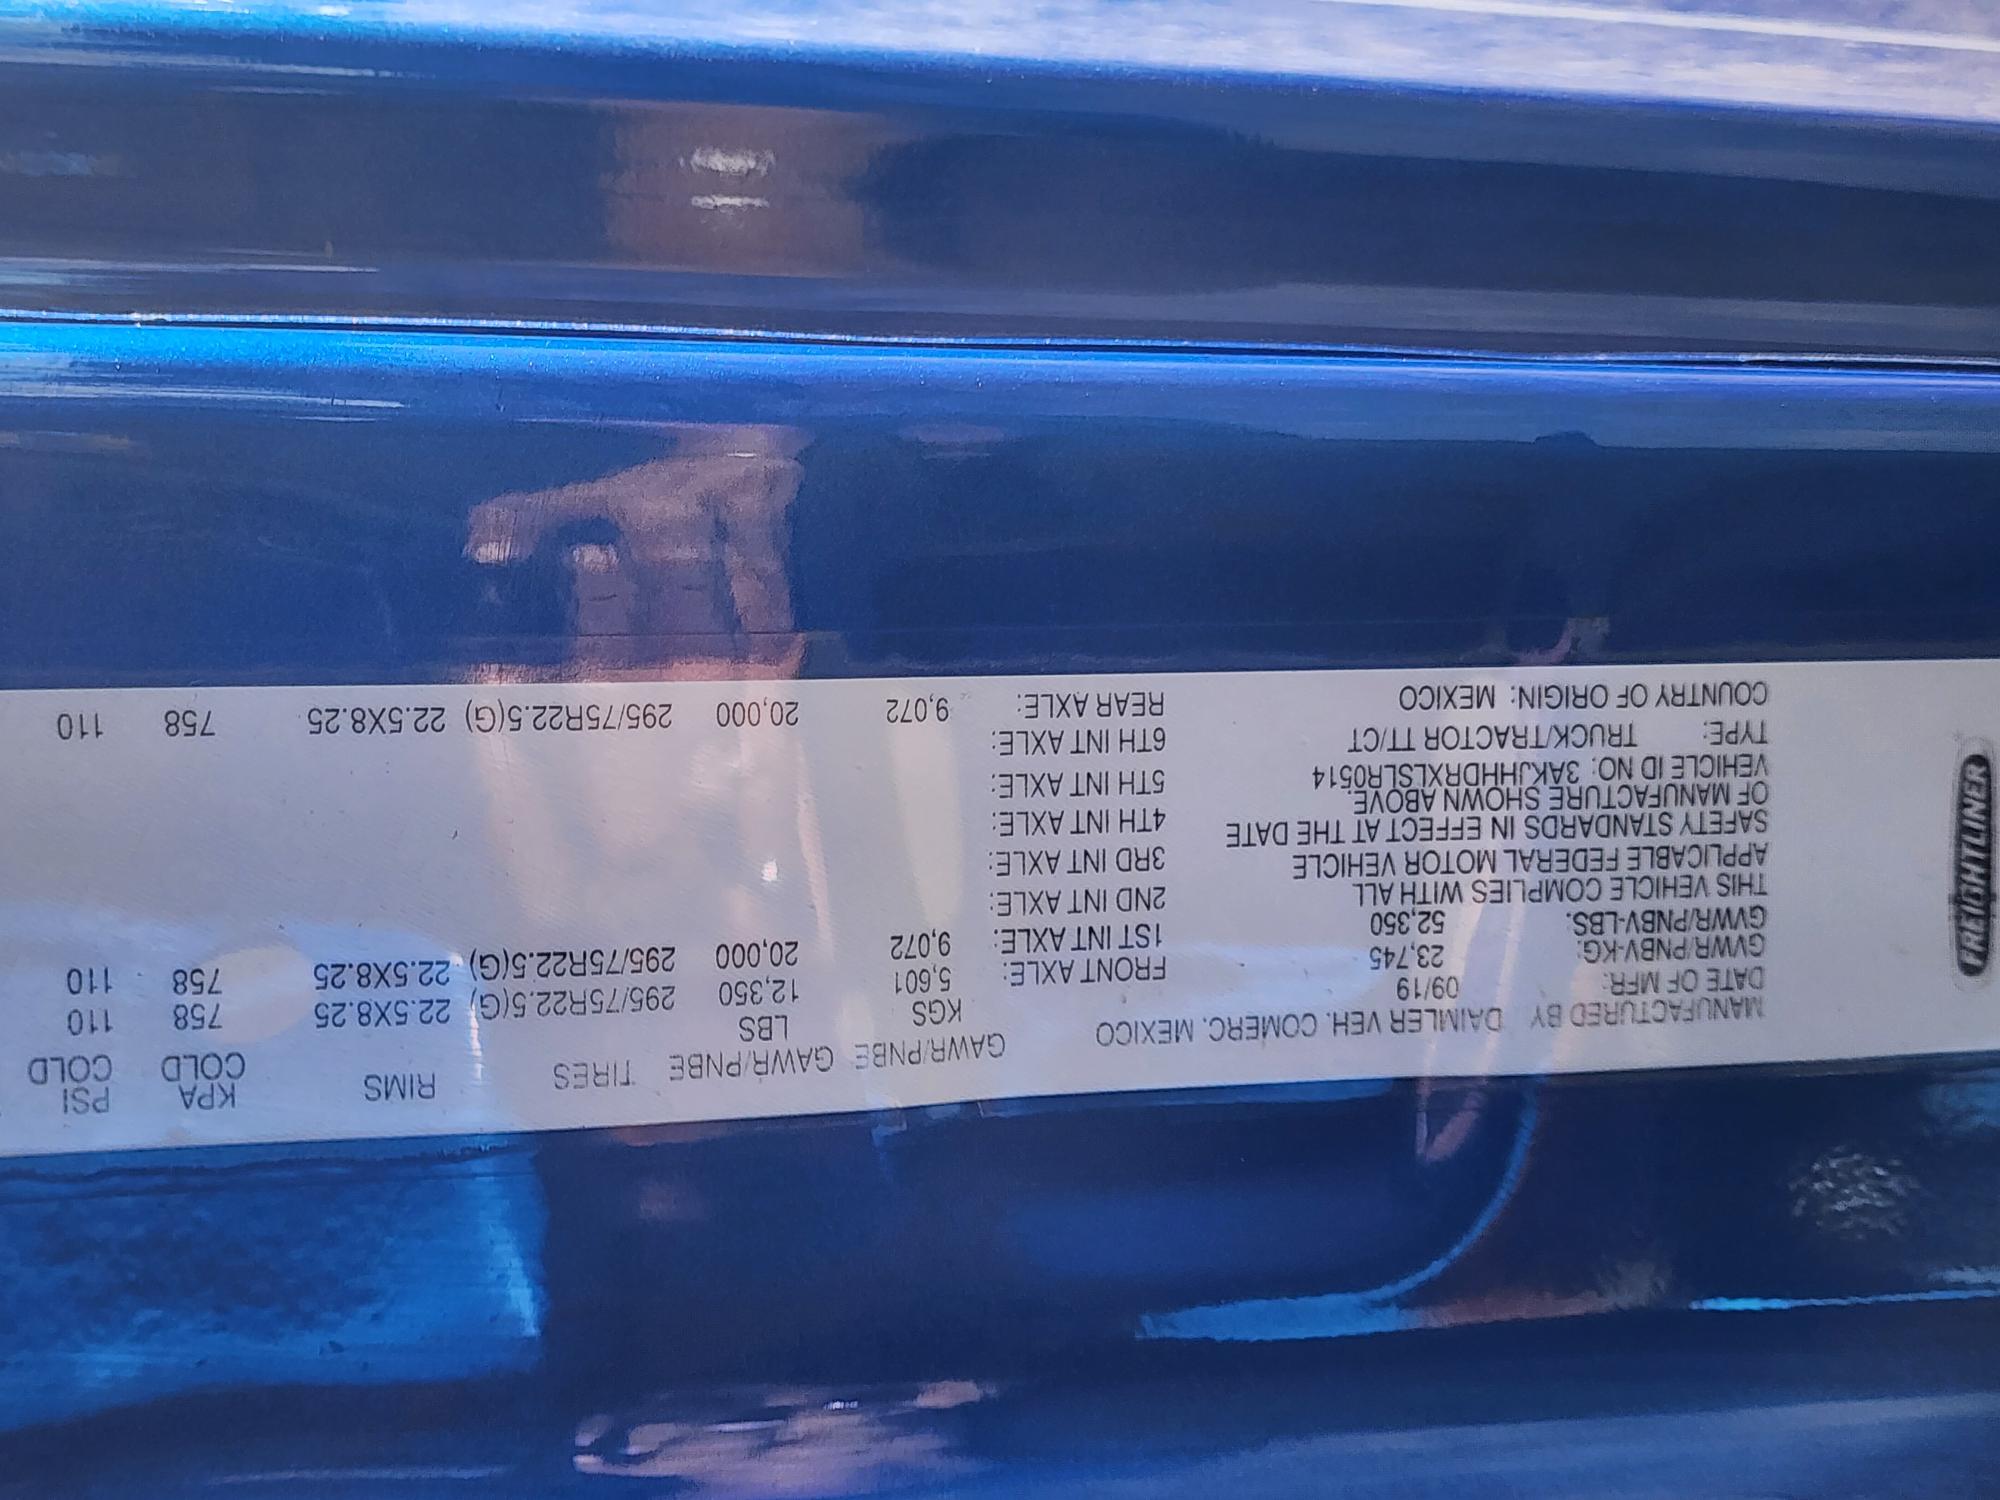 FREIGHTLINER
MANUFACTURED BY DAIMLER VEH. COMERC. MEXICO
DATE OF MFR: 09/19
GVWR/PNBV-KG: 23,745
GVWR/PNBV-LBS: 52,350
THIS VEHICLE COMPLIES WITH ALL
APPLICABLE FEDERAL MOTOR VEHICLE
SAFETY STANDARDS IN EFFECT AT THE DATE
OF MANUFACTURE SHOWN ABOVE.
VEHICLE ID NO: 3AKJHHDRXLSLR0514
TYPE: TRUCK/TRACTOR TT/CT
COUNTRY OF ORIGIN: MEXICO
GAWR/PNBE KGS GAWR/PNBE LBS TIRES RIMS KPA COLD PSI COLD
FRONT AXLE: 5,601 12,350 295/75R22.5(G) 22.5X8.25 758 110
1ST INT AXLE: 9,072 20,000 295/75R22.5(G) 22.5X8.25 758 110
2ND INT AXLE:
3RD INT AXLE:
4TH INT AXLE:
5TH INT AXLE:
6TH INT AXLE:
REAR AXLE: 9,072 20,000 295/75R22.5(G) 22.5X8.25 758 110